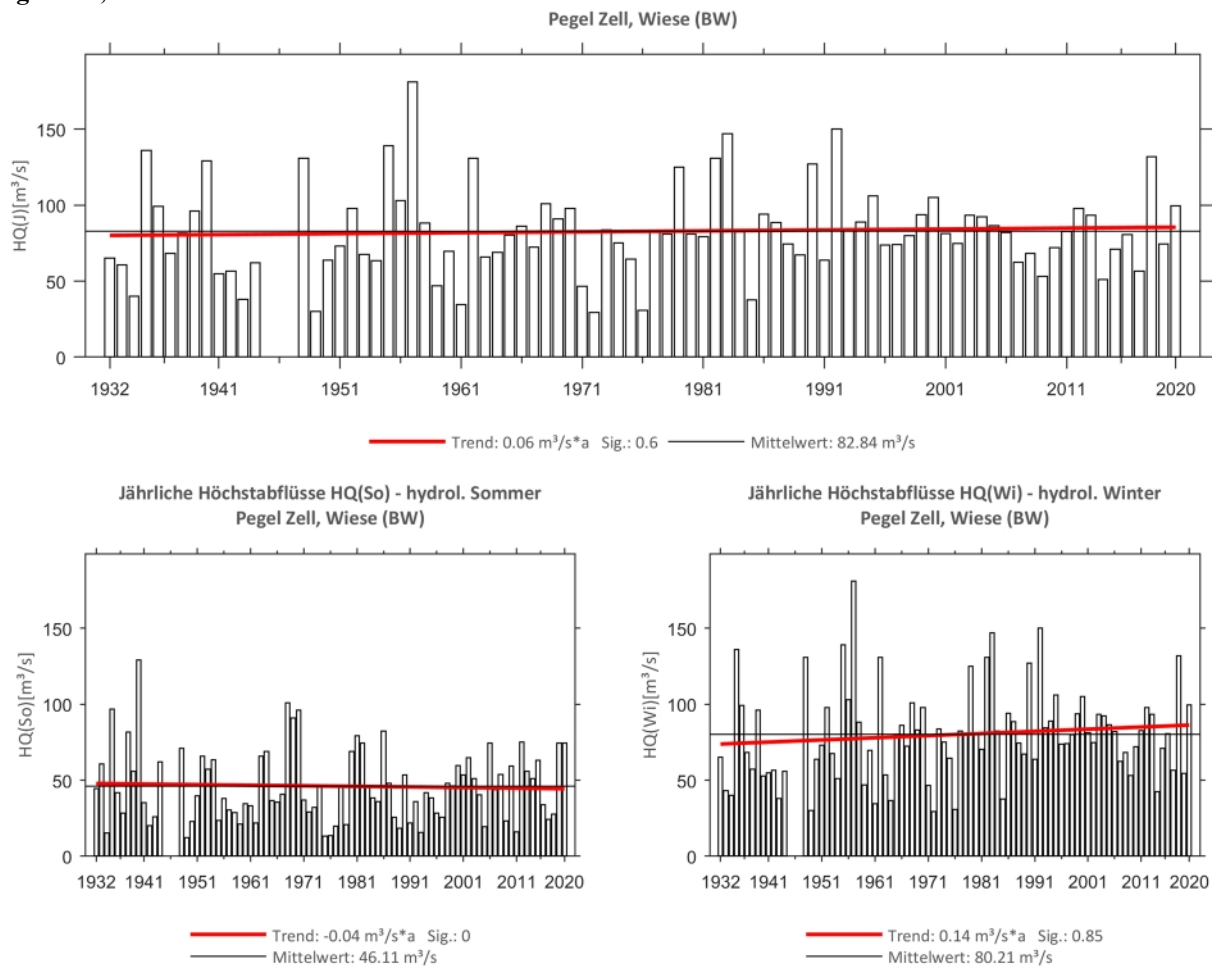 Pegel Zell, Wiese (BW)
HQ(J)[m³/s]
150
100
50
0
1932 1941 1951 1961 1971 1981 1991 2001 2011 2020
Trend: 0.06 m³/s*a Sig.: 0.6 Mittelwert: 82.84 m³/s
Jährliche Höchstabflüsse HQ(So) - hydrol. Sommer
Pegel Zell, Wiese (BW)
HQ(So)[m³/s]
150
100
50
0
1932 1941 1951 1961 1971 1981 1991 2001 2011 2020
Trend: -0.04 m³/s*a Sig.: 0
Mittelwert: 46.11 m³/s
Jährliche Höchstabflüsse HQ(Wi) - hydrol. Winter
Pegel Zell, Wiese (BW)
HQ(Wi)[m³/s]
150
100
50
0
1932 1941 1951 1961 1971 1981 1991 2001 2011 2020
Trend: 0.14 m³/s*a Sig.: 0.85
Mittelwert: 80.21 m³/s